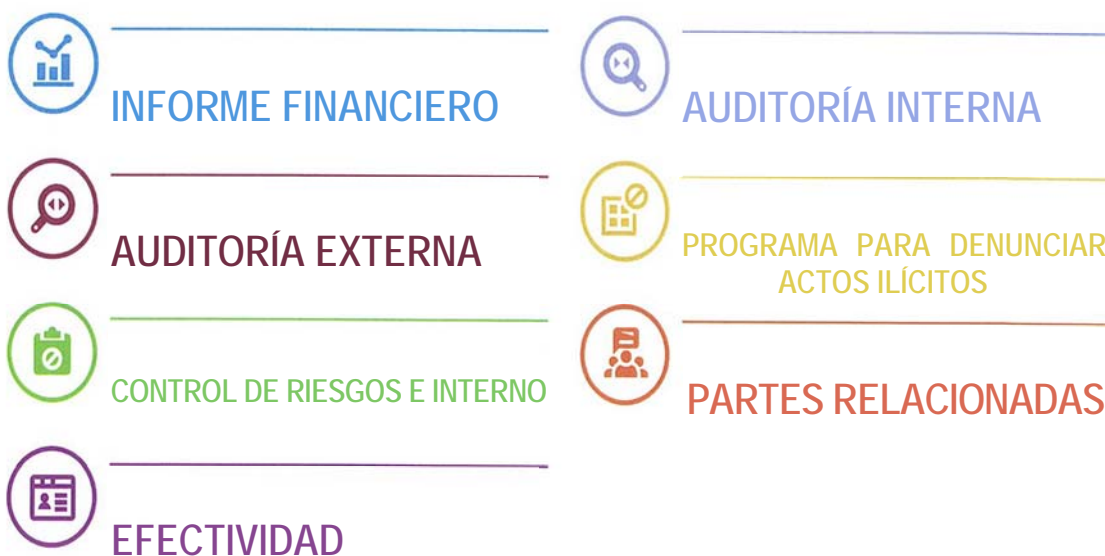 INFORME FINANCIERO
AUDITORÍA INTERNA
AUDITORÍA EXTERNA
PROGRAMA PARA DENUNCIAR
ACTOS ILÍCITOS
CONTROL DE RIESGOS E INTERNO
PARTES RELACIONADAS
EFECTIVIDAD